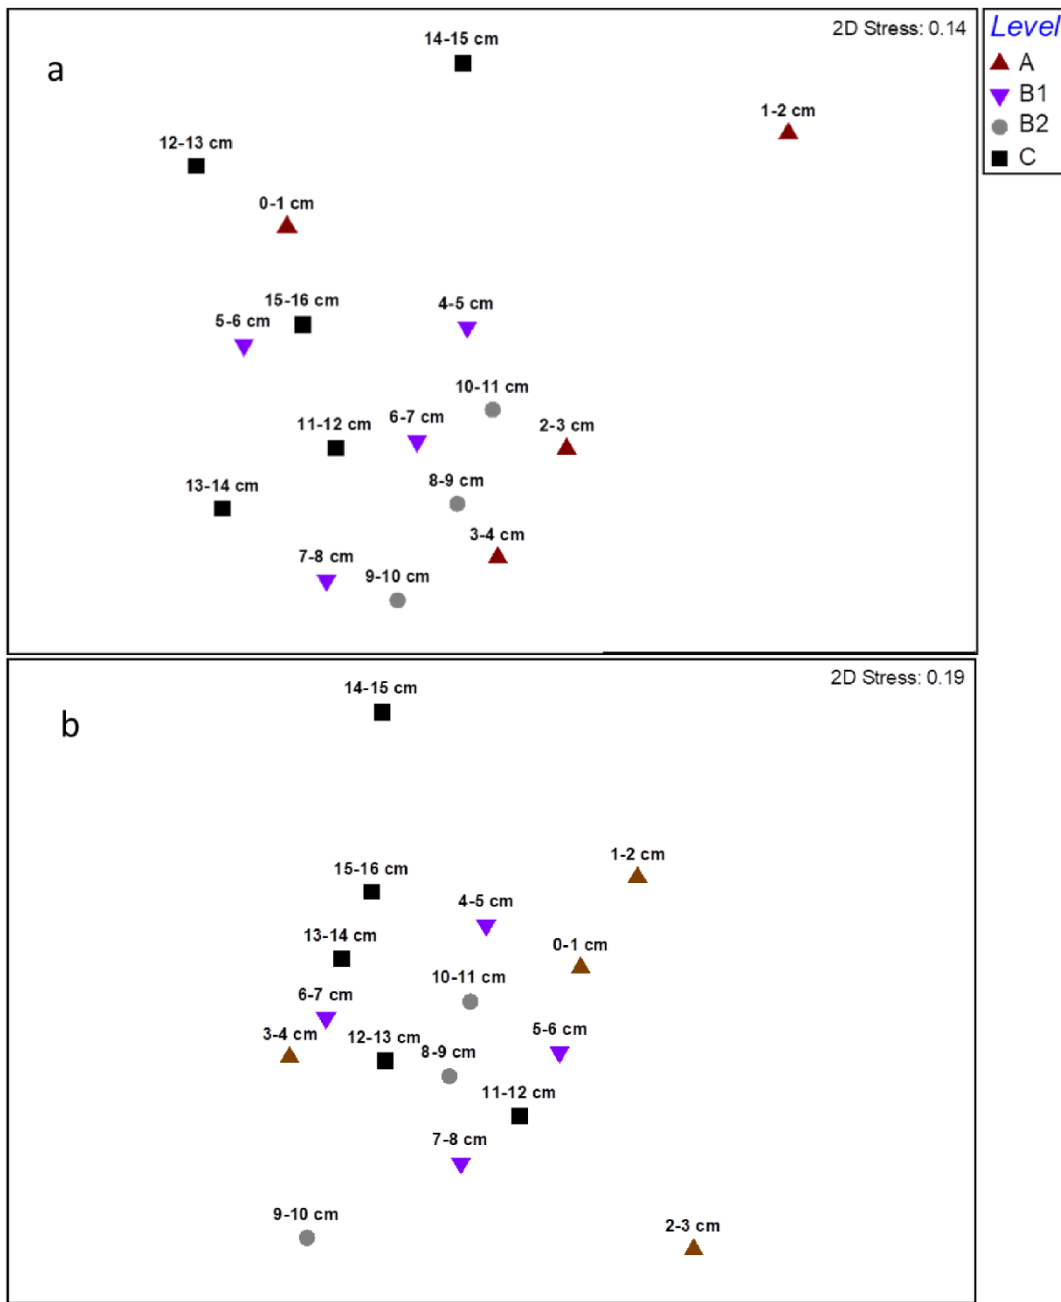 a
2D Stress: 0.14
Level
A
B1
B2
C
14-15 cm
1-2 cm
12-13 cm
0-1 cm
15-16 cm
4-5 cm
5-6 cm
10-11 cm
6-7 cm
11-12 cm
2-3 cm
8-9 cm
13-14 cm
3-4 cm
7-8 cm
9-10 cm
b
2D Stress: 0.19
14-15 cm
1-2 cm
15-16 cm
4-5 cm
13-14 cm
0-1 cm
10-11 cm
6-7 cm
5-6 cm
3-4 cm
12-13 cm
8-9 cm
11-12 cm
7-8 cm
9-10 cm
2-3 cm